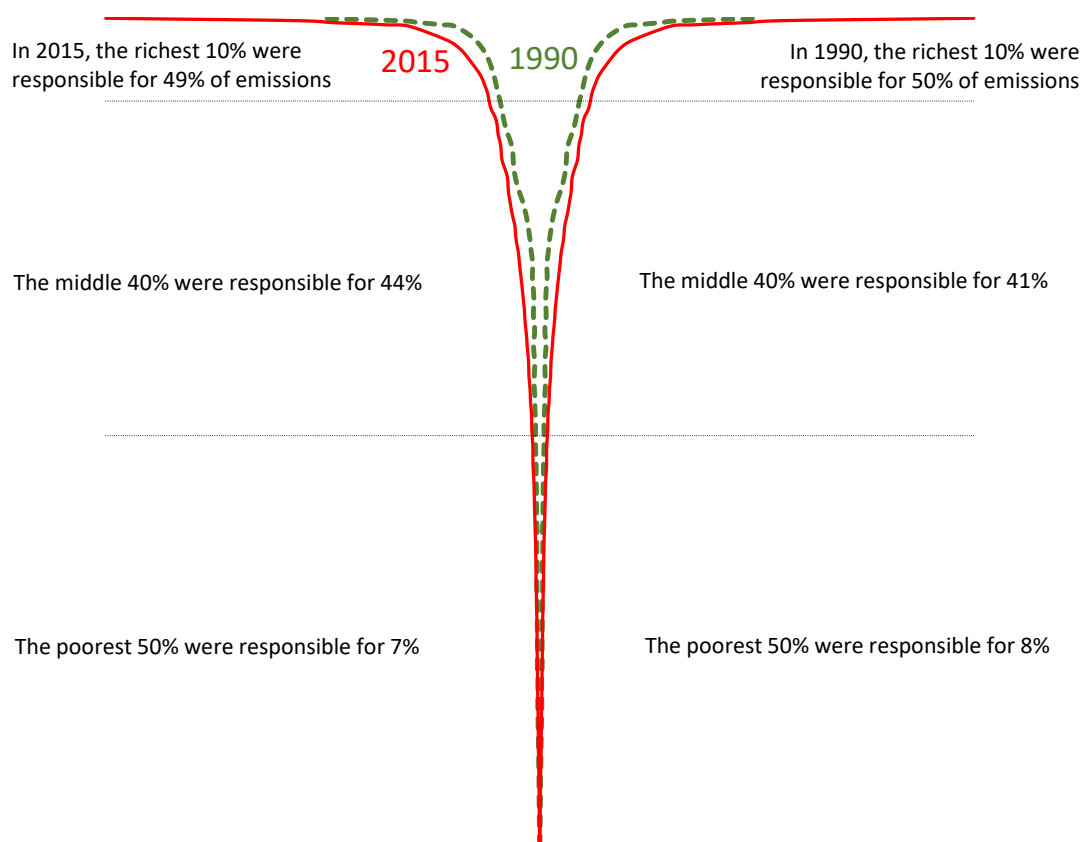 In 2015, the richest 10% were
responsible for 49% of emissions
2015
1990
In 1990, the richest 10% were
responsible for 50% of emissions
The middle 40% were responsible for 44%
The middle 40% were responsible for 41%
The poorest 50% were responsible for 7%
The poorest 50% were responsible for 8%